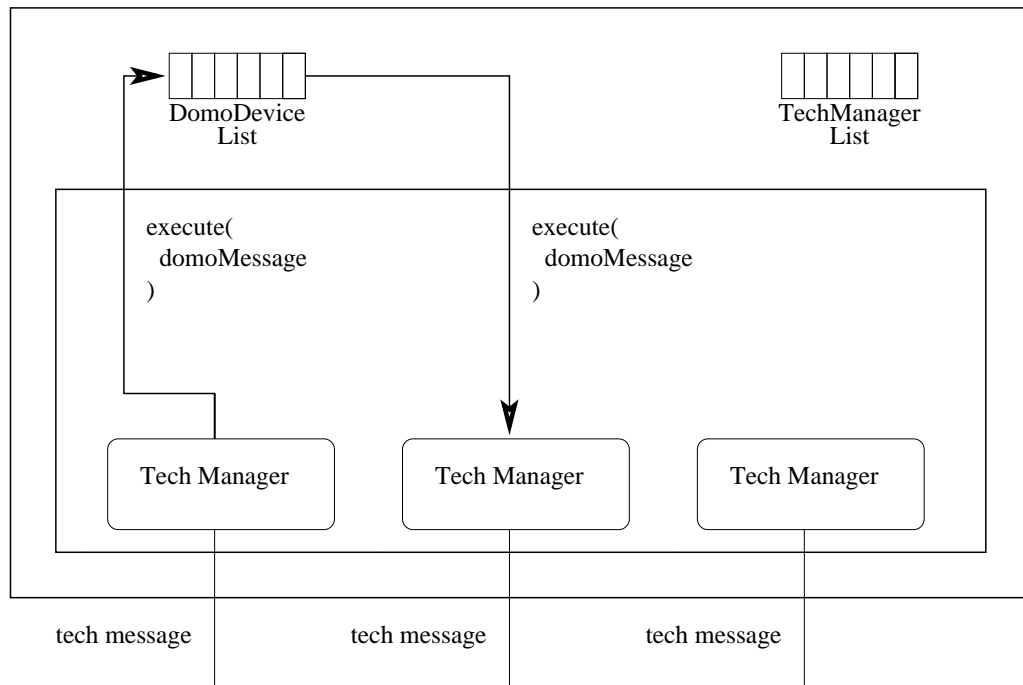 DomoDevice
List
TechManager
List
execute(
domoMessage
)
execute(
domoMessage
)
Tech Manager
Tech Manager
Tech Manager
tech message
tech message
tech message